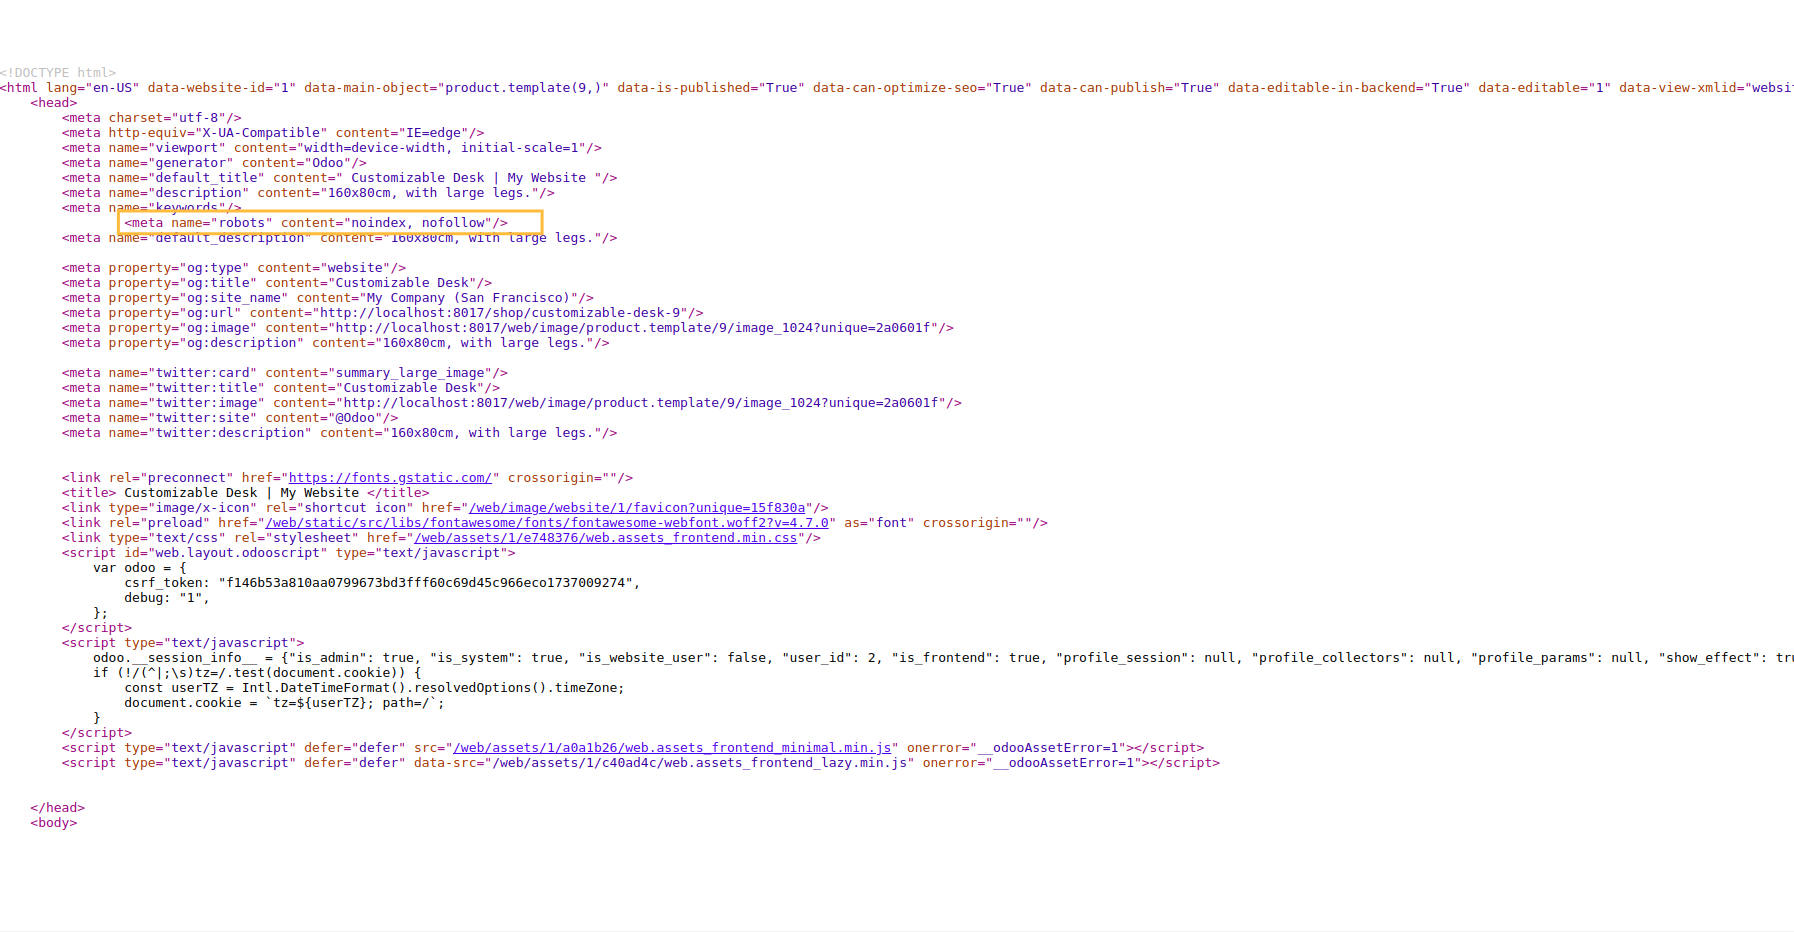 <!DOCTYPE html>
<html lang="en-US" data-website-id="1" data-main-object="product.template(9,)" data-is-published="True" data-can-optimize-seo="True" data-can-publish="True" data-editable-in-backend="True" data-editable="1" data-view-xmlid="websi
<head>
<meta charset="utf-8"/>
<meta http-equiv="X-UA-Compatible" content="IE=edge"/>
<meta name="viewport" content="width=device-width, initial-scale=1"/>
<meta name="generator" content="Odoo"/>
<meta name="default_title" content=" Customizable Desk | My Website "/>
<meta name="description" content="160x80cm, with large legs."/>
<meta name="keywords"/>
<meta name="robots" content="noindex, nofollow"/>
<meta name="default_description" content="160x80cm, with large legs."/>
<meta property="og:type" content="website"/>
<meta property="og:title" content="Customizable Desk"/>
<meta property="og:site_name" content="My Company (San Francisco)"/>
<meta property="og:url" content="http://localhost:8017/shop/customizable-desk-9"/>
<meta property="og:image" content="http://localhost:8017/web/image/product.template/9/image_1024?unique=2a0601f"/>
<meta property="og:description" content="160x80cm, with large legs."/>
<meta name="twitter:card" content="summary_large_image"/>
<meta name="twitter:title" content="Customizable Desk"/>
<meta name="twitter:image" content="http://localhost:8017/web/image/product.template/9/image_1024?unique=2a0601f"/>
<meta name="twitter:site" content="@Odoo"/>
<meta name="twitter:description" content="160x80cm, with large legs."/>
<link rel="preconnect" href="https://fonts.gstatic.com/" crossorigin=""/>
<title> Customizable Desk | My Website </title>
<link type="image/x-icon" rel="shortcut icon" href="/web/image/website/1/favicon?unique=15f830a"/>
<link rel="preload" href="/web/static/src/libs/fontawesome/fonts/fontawesome-webfont.woff2?v=4.7.0" as="font" crossorigin=""/>
<link type="text/css" rel="stylesheet" href="/web/assets/1/e748376/web.assets_frontend.min.css"/>
<script id="web.layout.odooscript" type="text/javascript">
var odoo = {
csrf_token: "f146b53a810aa0799673bd3fff60c69d45c966eco1737009274",
debug: "1",
};
</script>
<script type="text/javascript">
odoo.__session_info__ = {"is_admin": true, "is_system": true, "is_website_user": false, "user_id": 2, "is_frontend": true, "profile_session": null, "profile_collectors": null, "profile_params": null, "show_effect": tru
if (!/(^|;\s)tz=/.test(document.cookie)) {
const userTZ = Intl.DateTimeFormat().resolvedOptions().timeZone;
document.cookie = `tz=${userTZ}; path=/`;
}
</script>
<script type="text/javascript" defer="defer" src="/web/assets/1/a0a1b26/web.assets_frontend_minimal.min.js" onerror="__odooAssetError=1"></script>
<script type="text/javascript" defer="defer" data-src="/web/assets/1/c40ad4c/web.assets_frontend_lazy.min.js" onerror="__odooAssetError=1"></script>
</head>
<body>